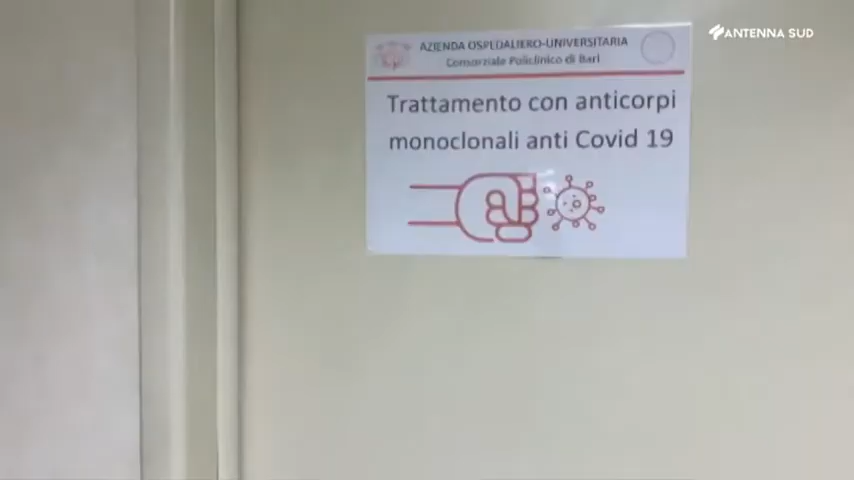 ANTENNA SUD
AZIENDA OSPEDALIERO-UNIVERSITARIA
Consorziale Policlinico di Bari
Trattamento con anticorpi
monoclonali anti Covid 19